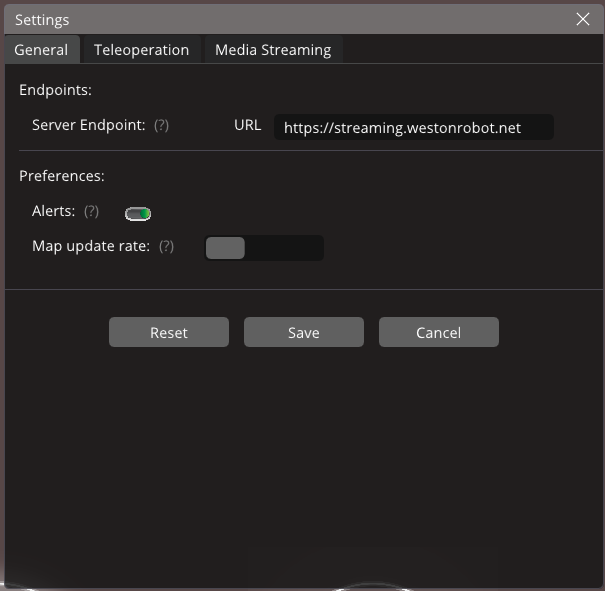 Settings
General Teleoperation Media Streaming
Endpoints:
Server Endpoint: (?) URL https://streaming.westonrobot.net
Preferences:
Alerts: (?)
Map update rate: (?)
Reset Save Cancel